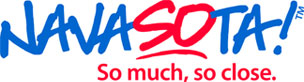 NAVASOTA!™
So much, so close.